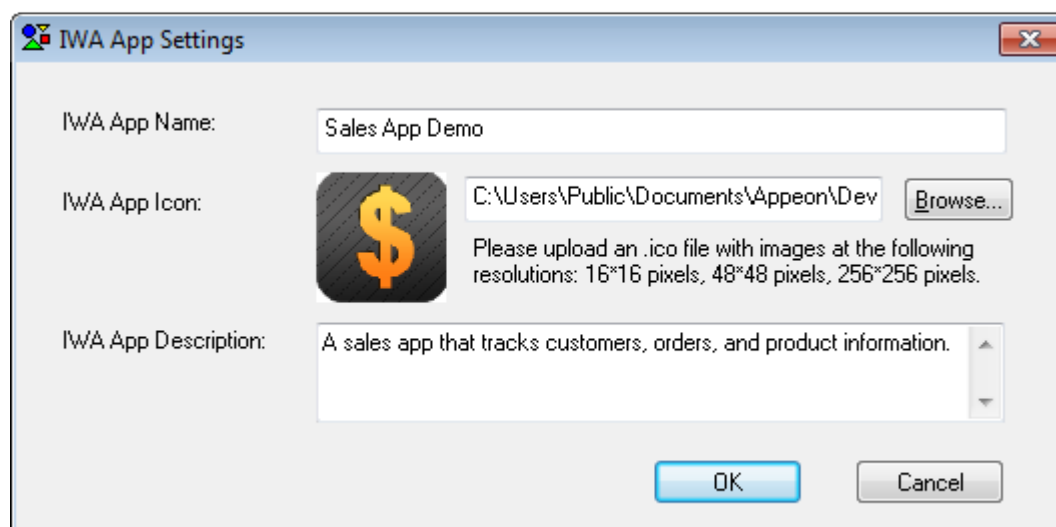 IWA App Settings
IWA App Name:
Sales App Demo
IWA App Icon:
$
C:\Users\Public\Documents\Appeon\Dev
Browse...
Please upload an .ico file with images at the following
resolutions: 16*16 pixels, 48*48 pixels, 256*256 pixels.
IWA App Description:
A sales app that tracks customers, orders, and product information.
OK
Cancel